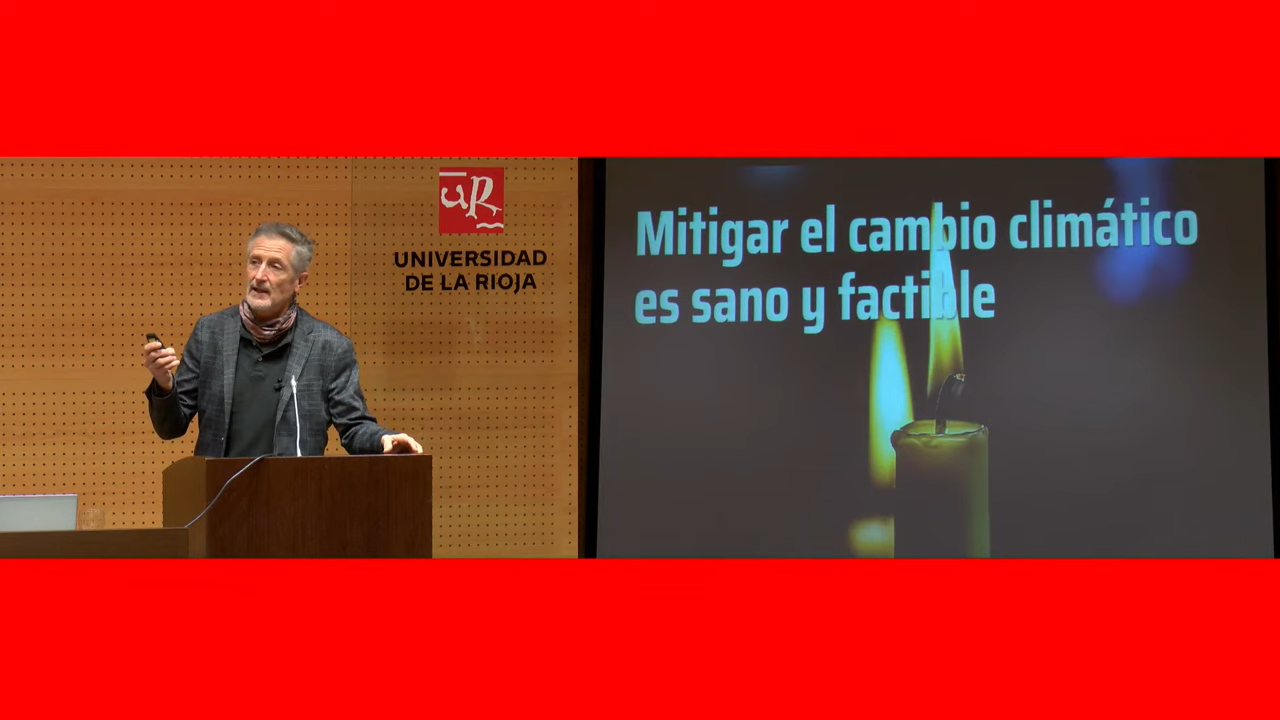 uR
UNIVERSIDAD
DE LA RIOJA
Mitigar el cambio climático
es sano y factible